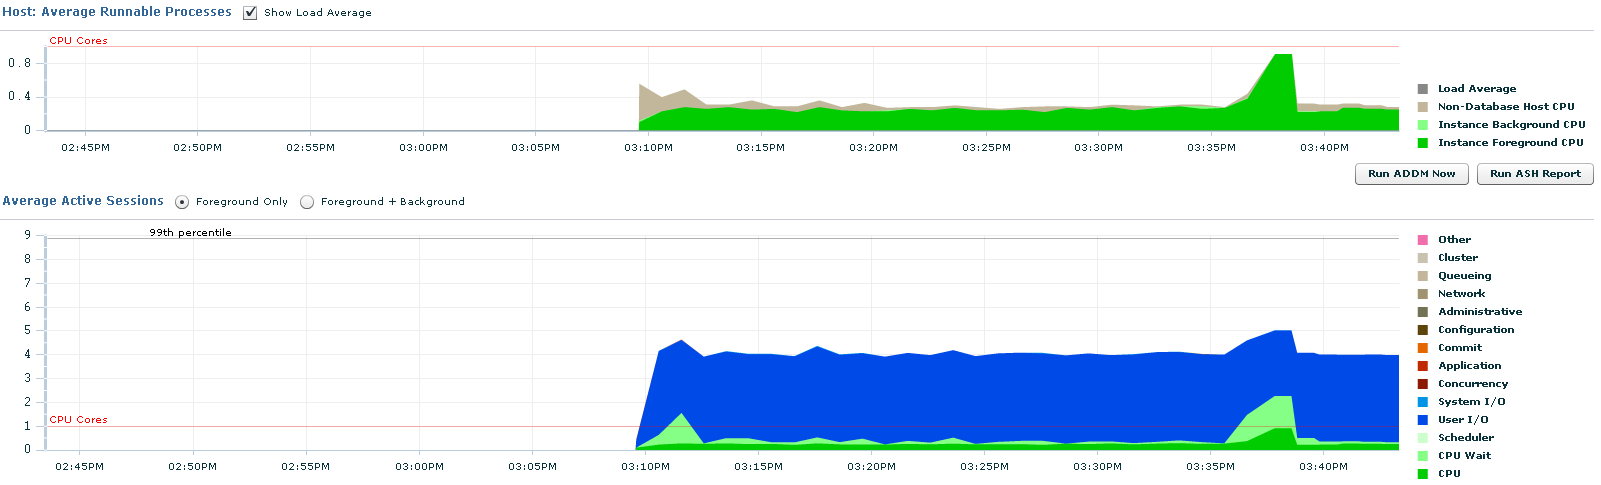 Host: Average Runnable Processes Show Load Average
CPU Cores
0.8
0.4
0
02:45PM 02:50PM 02:55PM 03:00PM 03:05PM 03:10PM 03:15PM 03:20PM 03:25PM 03:30PM 03:35PM 03:40PM
Load Average
Non-Database Host CPU
Instance Background CPU
Instance Foreground CPU
Run ADDM Now Run ASH Report
Average Active Sessions Foreground Only Foreground + Background
99th percentile
9
8
7
6
5
4
3
2
CPU Cores
1
0
02:45PM 02:50PM 02:55PM 03:00PM 03:05PM 03:10PM 03:15PM 03:20PM 03:25PM 03:30PM 03:35PM 03:40PM
Other
Cluster
Queueing
Network
Administrative
Configuration
Commit
Application
Concurrency
System I/O
User I/O
Scheduler
CPU Wait
CPU